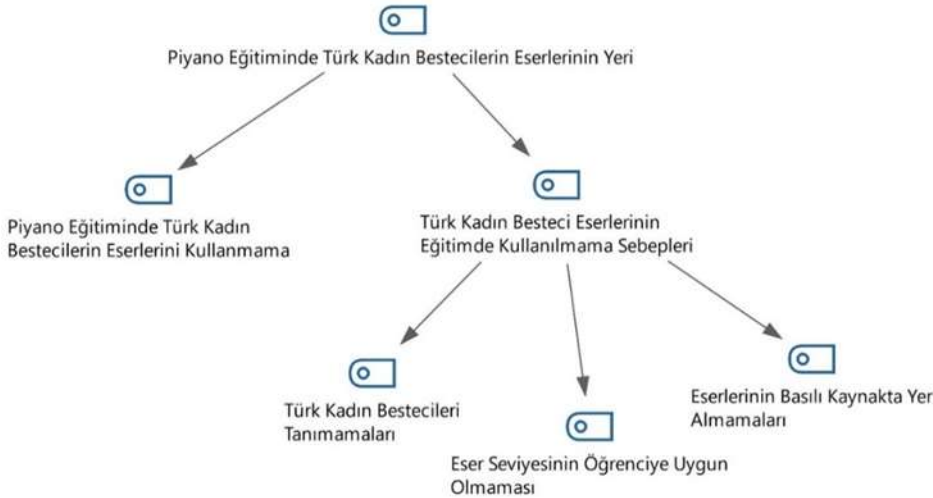 Piyano Eğitiminde Türk Kadın Bestecilerin Eserlerinin Yeri
Piyano Eğitiminde Türk Kadın
Bestecilerin Eserlerini Kullanmama
Türk Kadın Besteci Eserlerinin
Eğitimde Kullanılmama Sebepleri
Türk Kadın Bestecileri
Tanımamaları
Eser Seviyesinin Öğrenciye Uygun
Olmaması
Eserlerinin Basılı Kaynakta Yer
Almamaları